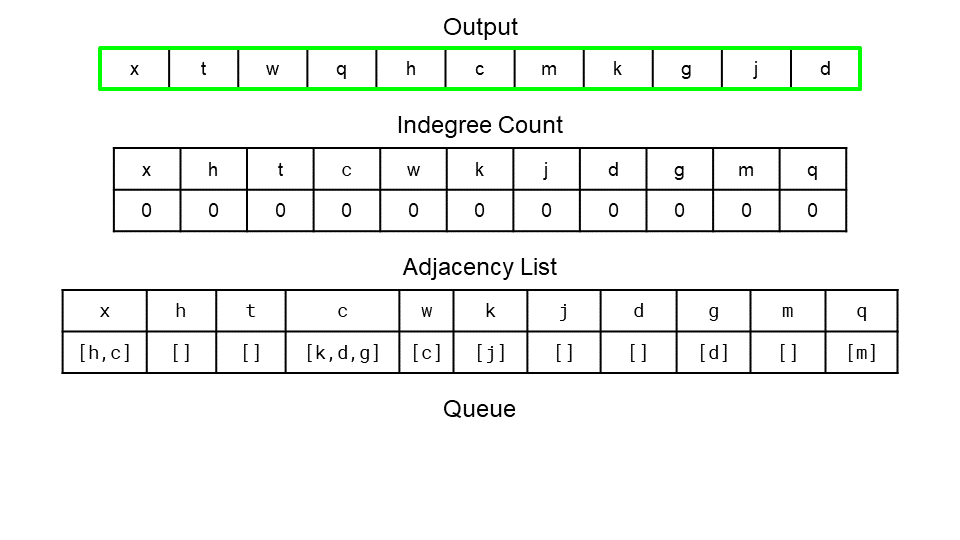 Output
x t w q h c m k g j d
Indegree Count
x h t c w k j d g m q
0 0 0 0 0 0 0 0 0 0 0
Adjacency List
x h t c w k j d g m q
[h,c] [] [] [k,d,g] [c] [j] [] [] [d] [] [m]
Queue